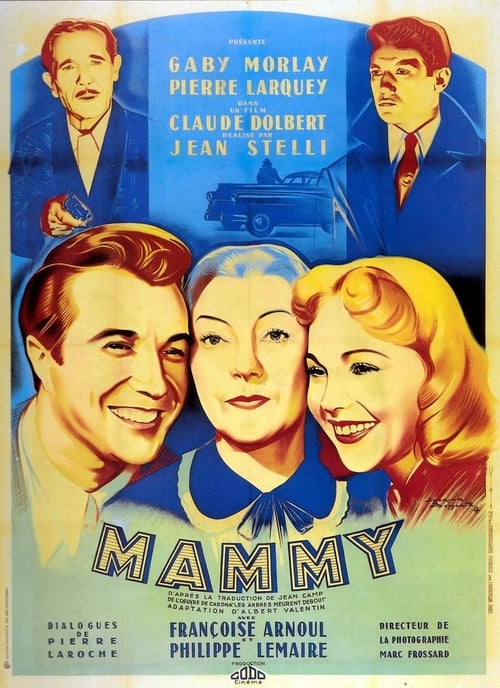 PRÉSENTE
GABY MORLAY
PIERRE LARQUEY
DANS
UN FILM
CLAUDE DOLBERT
RÉALISÉ PAR
JEAN STELLI
MAMMY
D'APRÈS LA TRADUCTION DE JEAN CAMP
DE L'OEUVRE DE CASONA "LES ARBRES MEURENT DEBOUT"
ADAPTATION D'ALBERT VALENTIN
AVEC
FRANÇOISE ARNOUL
ET
PHILIPPE LEMAIRE
DIALOGUES
DE
PIERRE
LAROCHE
DIRECTEUR DE
LA PHOTOGRAPHIE
MARC FROSSARD
PRODUCTION
CODO
Cinéma